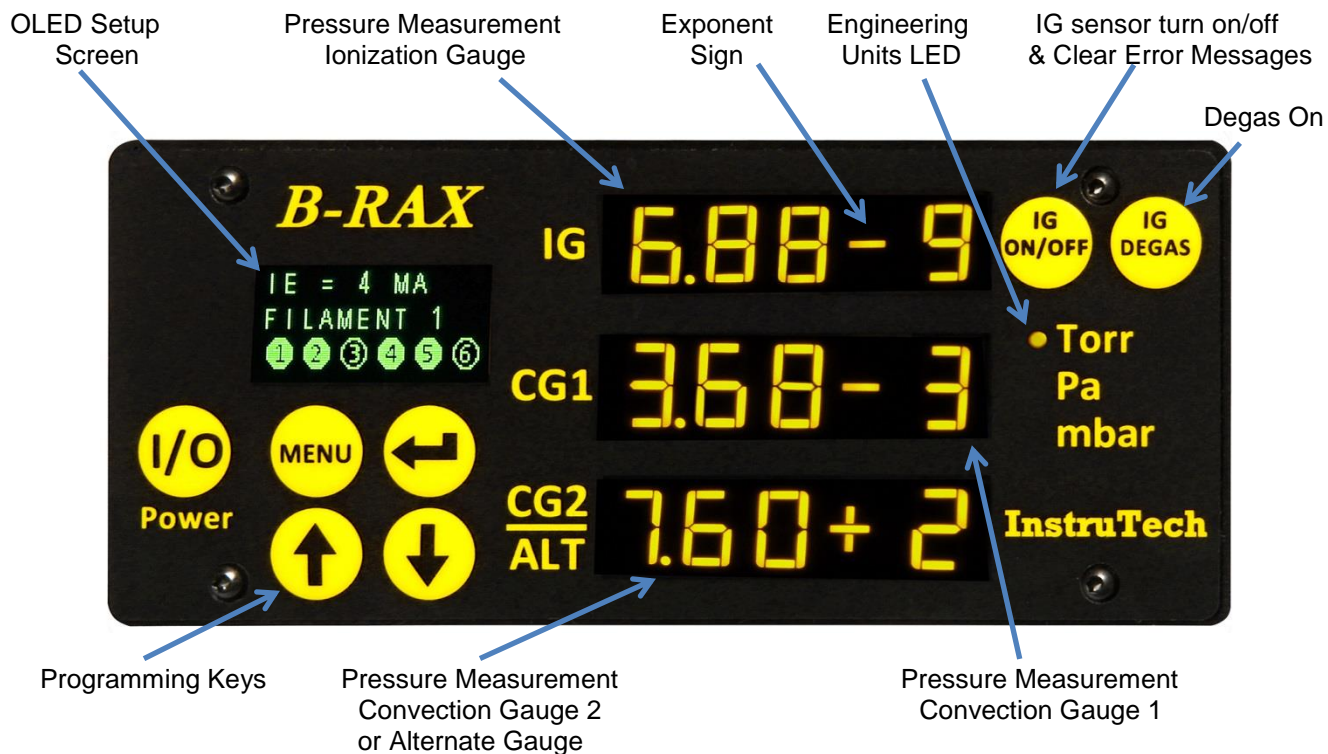 OLED Setup
Screen
Pressure Measurement
Ionization Gauge
Exponent
Sign
Engineering
Units LED
IG sensor turn on/off
& Clear Error Messages
Degas On
B-RAX
IE = 4 MA
FILAMENT 1
1 2 3 4 5 6
I/O
Power
MENU
IG
6.88 - 9
CG1
3.68 - 3
CG2
ALT
7.60 + 2
IG
ON/OFF
IG
DEGAS
Torr
Pa
mbar
InstruTech
Programming Keys
Pressure Measurement
Convection Gauge 2
or Alternate Gauge
Pressure Measurement
Convection Gauge 1